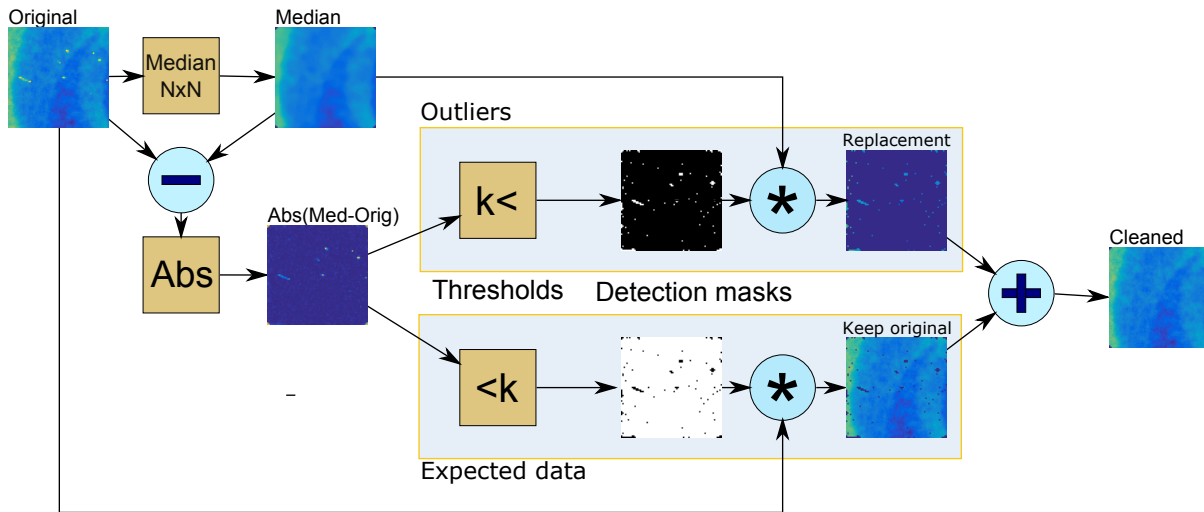 Original
Median
Median
NxN
Outliers
Replacement
−
k<
*
Abs(Med-Orig)
Abs
Cleaned
Thresholds
Detection masks
+
Keep original
<k
*
–
Expected data